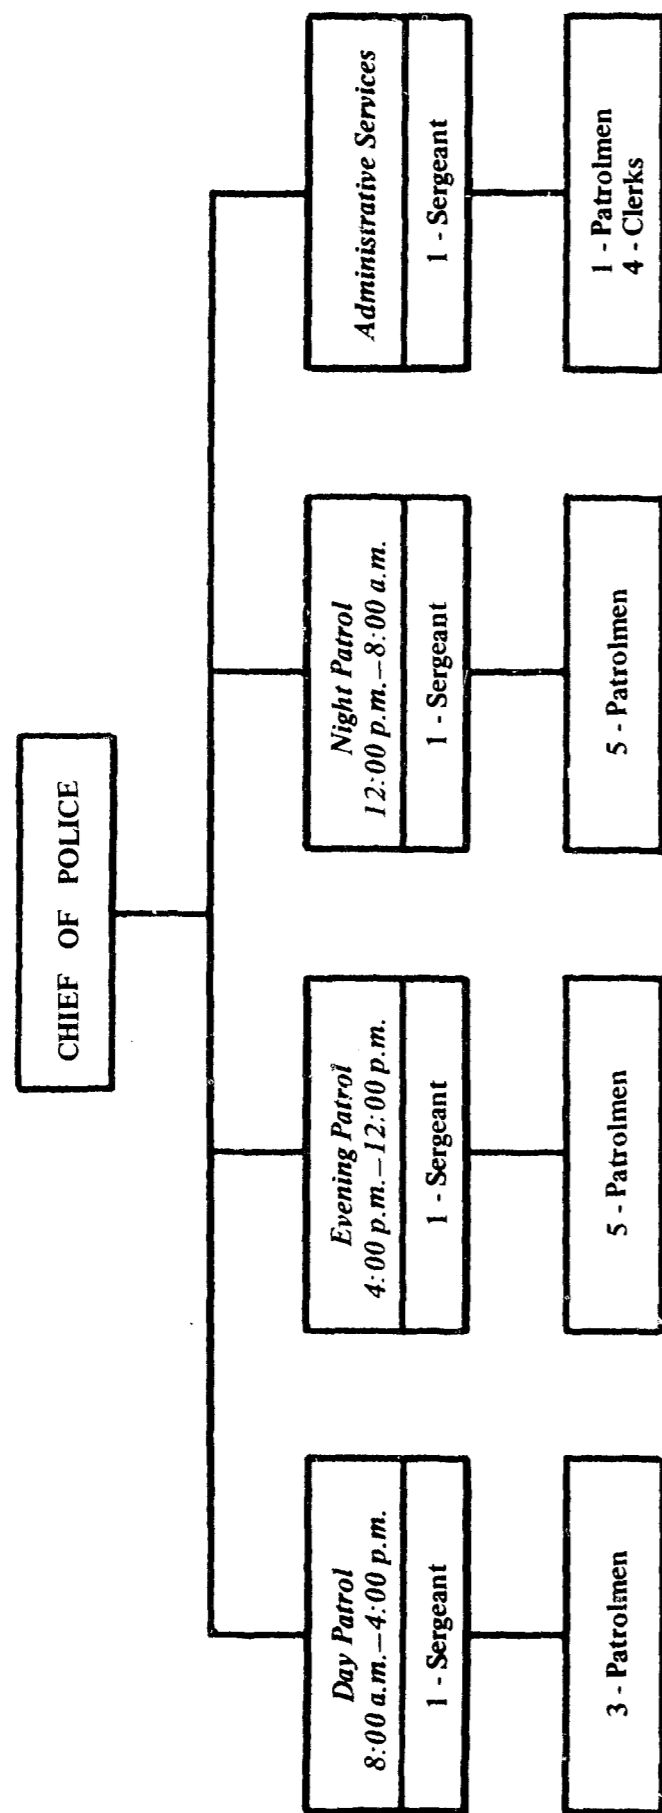 CHIEF OF POLICE
Day Patrol
8:00 a.m.–4:00 p.m.
1 - Sergeant
3 - Patrolmen
Evening Patrol
4:00 p.m.–12:00 p.m.
1 - Sergeant
5 - Patrolmen
Night Patrol
12:00 p.m.–8:00 a.m.
1 - Sergeant
5 - Patrolmen
Administrative Services
1 - Sergeant
1 - Patrolmen
4 - Clerks